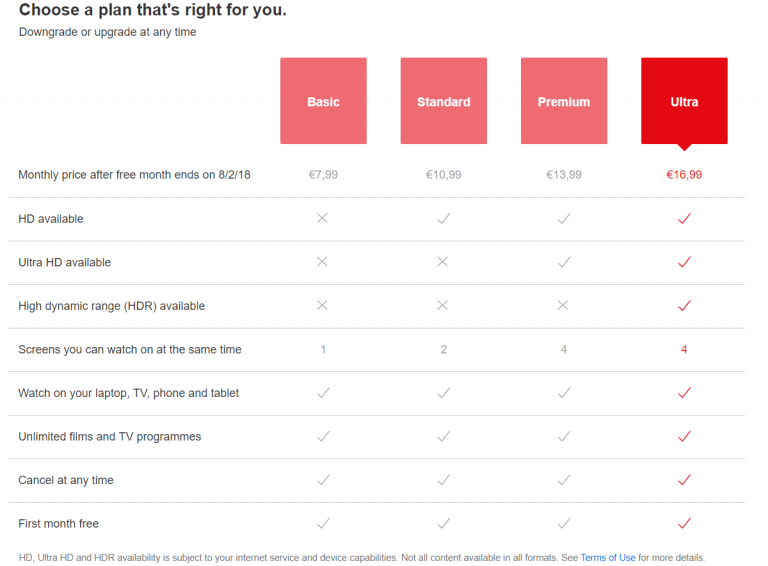 Choose a plan that's right for you.
Downgrade or upgrade at any time
Basic Standard Premium Ultra
Monthly price after free month ends on 8/2/18 €7,99 €10,99 €13,99 €16,99
HD available
Ultra HD available
High dynamic range (HDR) available
Screens you can watch on at the same time 1 2 4 4
Watch on your laptop, TV, phone and tablet
Unlimited films and TV programmes
Cancel at any time
First month free
HD, Ultra HD and HDR availability is subject to your internet service and device capabilities. Not all content available in all formats. See Terms of Use for more details.